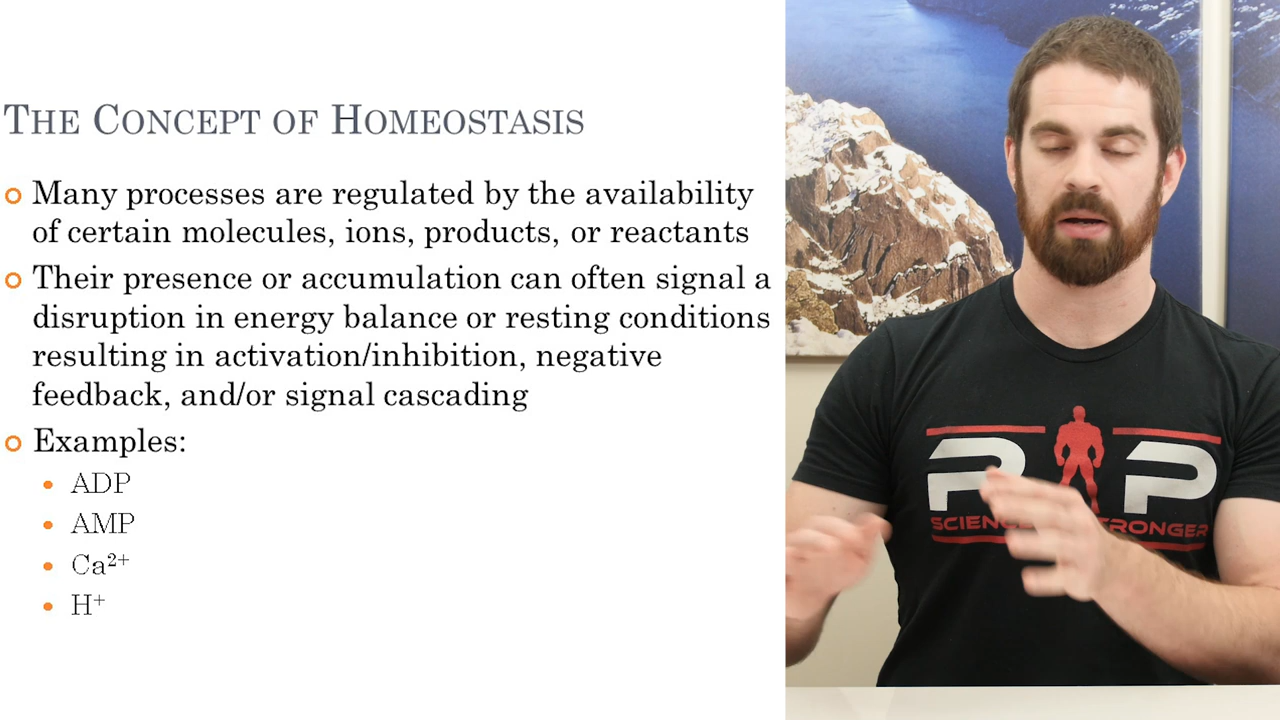 THE CONCEPT OF HOMEOSTASIS
Many processes are regulated by the availability
of certain molecules, ions, products, or reactants
Their presence or accumulation can often signal a
disruption in energy balance or resting conditions
resulting in activation/inhibition, negative
feedback, and/or signal cascading
Examples:
ADP
AMP
Ca²⁺
H⁺
R P